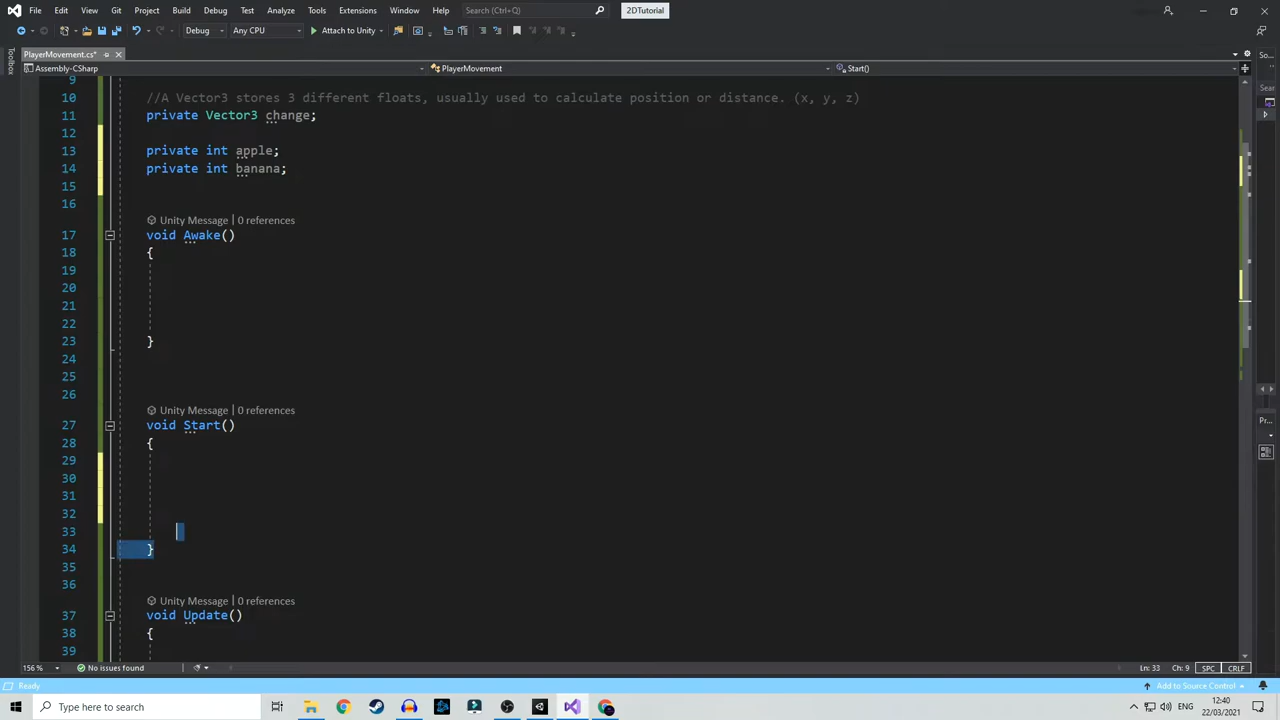 File Edit View Git Project Build Debug Test Analyze Tools Extensions Window Help Search (Ctrl+Q) 2DTutorial
Debug Any CPU Attach to Unity
PlayerMovement.cs*
Assembly-CSharp PlayerMovement Start()
Toolbox
9
10 //A Vector3 stores 3 different floats, usually used to calculate position or distance. (x, y, z)
11 private Vector3 change;
12
13 private int apple;
14 private int banana;
15
16
Unity Message | 0 references
17 void Awake()
18 {
19
20
21
22
23 }
24
25
26
Unity Message | 0 references
27 void Start()
28 {
29
30
31
32
33
34 }
35
36
Unity Message | 0 references
37 void Update()
38 {
39
So...
Sear
Pr...
156 % No issues found Ln: 33 Ch: 9 SPC CRLF
Ready Add to Source Control
Type here to search ENG 12:40
22/03/2021